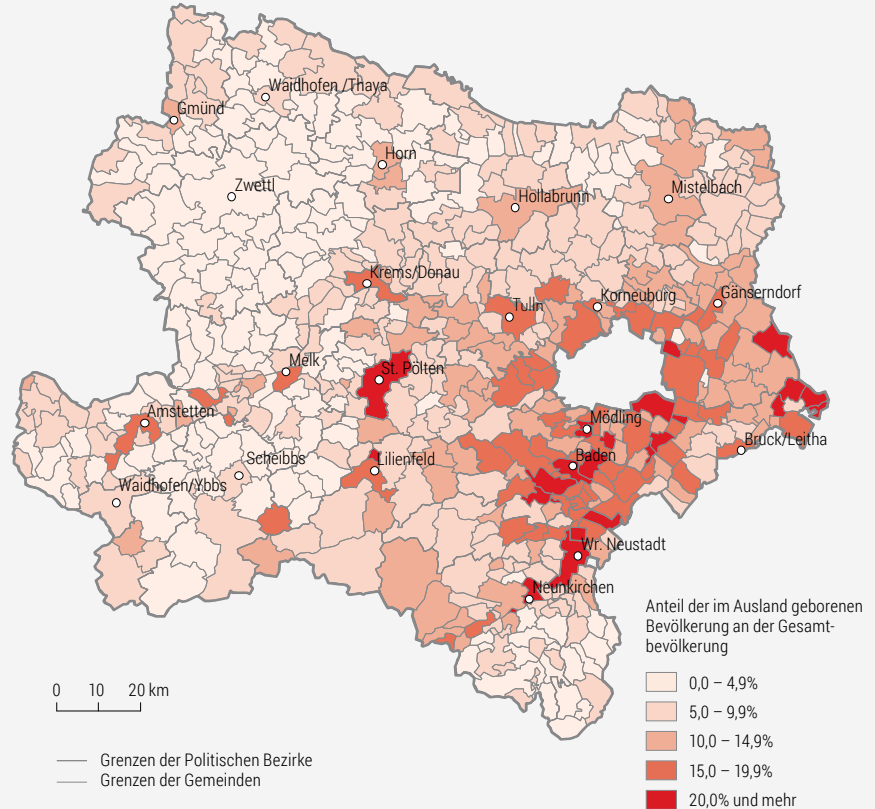 Waidhofen /Thaya
Gmünd
Horn
Zwettl
Mistelbach
Hollabrunn
Krems/Donau
Gänserndorf
Korneuburg
Tulln
Melk
St. Pölten
Amstetten
Mödling
Bruck/Leitha
Baden
Scheibbs
Lilienfeld
Waidhofen/Ybbs
Wr. Neustadt
Neunkirchen
Anteil der im Ausland geborenen
Bevölkerung an der Gesamt-
bevölkerung
0,0 – 4,9%
5,0 – 9,9%
10,0 – 14,9%
15,0 – 19,9%
20,0% und mehr
0 10 20 km
Grenzen der Politischen Bezirke
Grenzen der Gemeinden